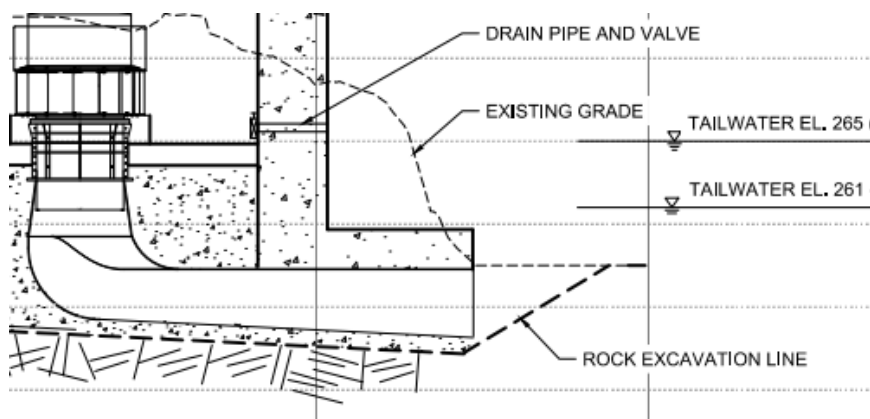 DRAIN PIPE AND VALVE
EXISTING GRADE
TAILWATER EL. 265
TAILWATER EL. 261
ROCK EXCAVATION LINE